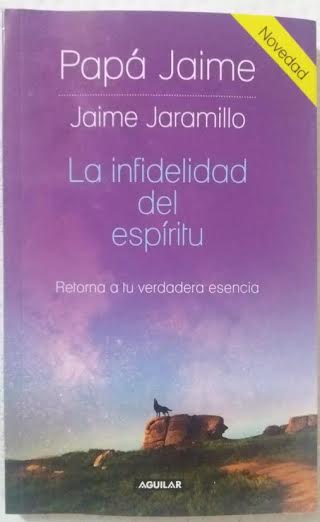 Novedad
Papá Jaime
Jaime Jaramillo
La infidelidad
del
espíritu
Retorna a tu verdadera esencia
AGUILAR